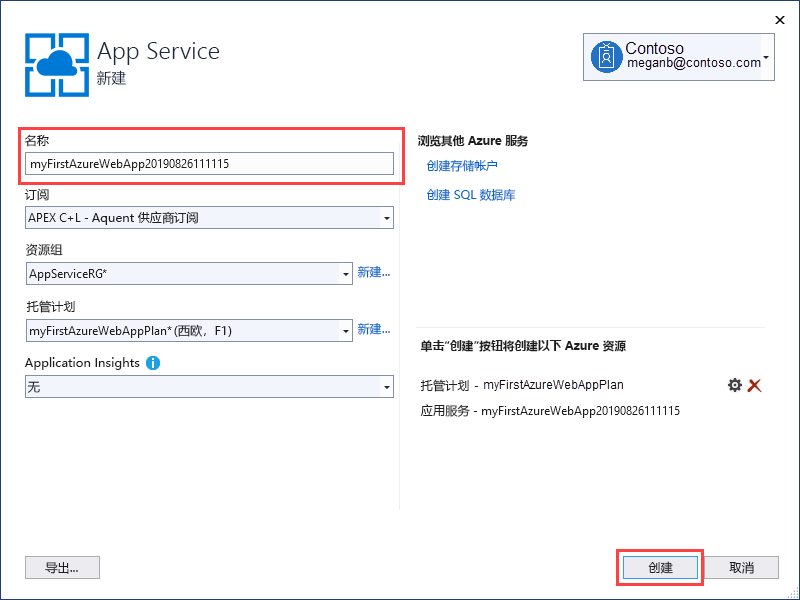 App Service
新建
Contoso
meganb@contoso.com
名称
myFirstAzureWebApp20190826111115
订阅
APEX C+L - Aquent 供应商订阅
资源组
AppServiceRG*
新建...
托管计划
myFirstAzureWebAppPlan* (西欧，F1)
新建...
Application Insights
无
浏览其他 Azure 服务
创建存储帐户
创建 SQL 数据库
单击“创建”按钮将创建以下 Azure 资源
托管计划 - myFirstAzureWebAppPlan
应用服务 - myFirstAzureWebApp20190826111115
导出...
创建
取消